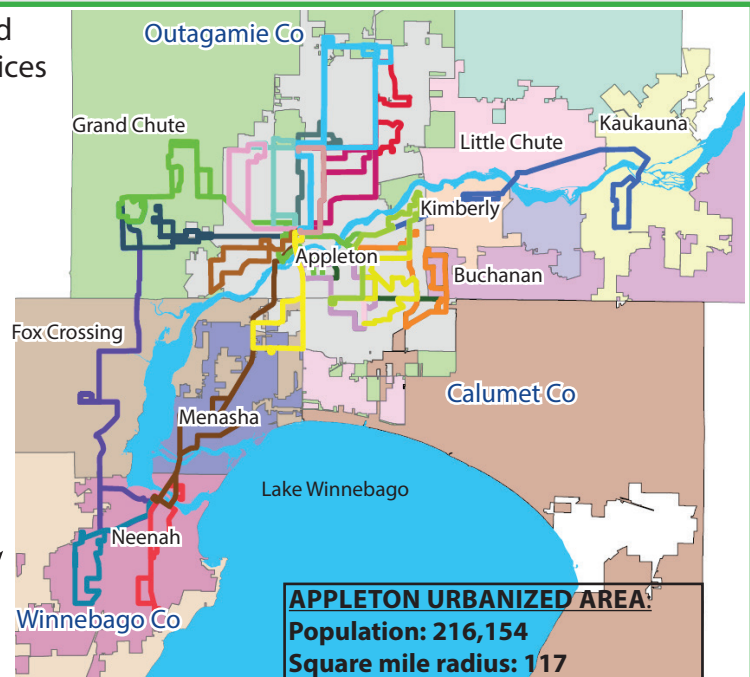 d
ices
Outagamie Co
Grand Chute
Little Chute
Kaukauna
Kimberly
Appleton
Buchanan
Fox Crossing
Calumet Co
Menasha
Lake Winnebago
Neenah
y
Winnebago Co
APPLETON URBANIZED AREA:
Population: 216,154
Square mile radius: 117